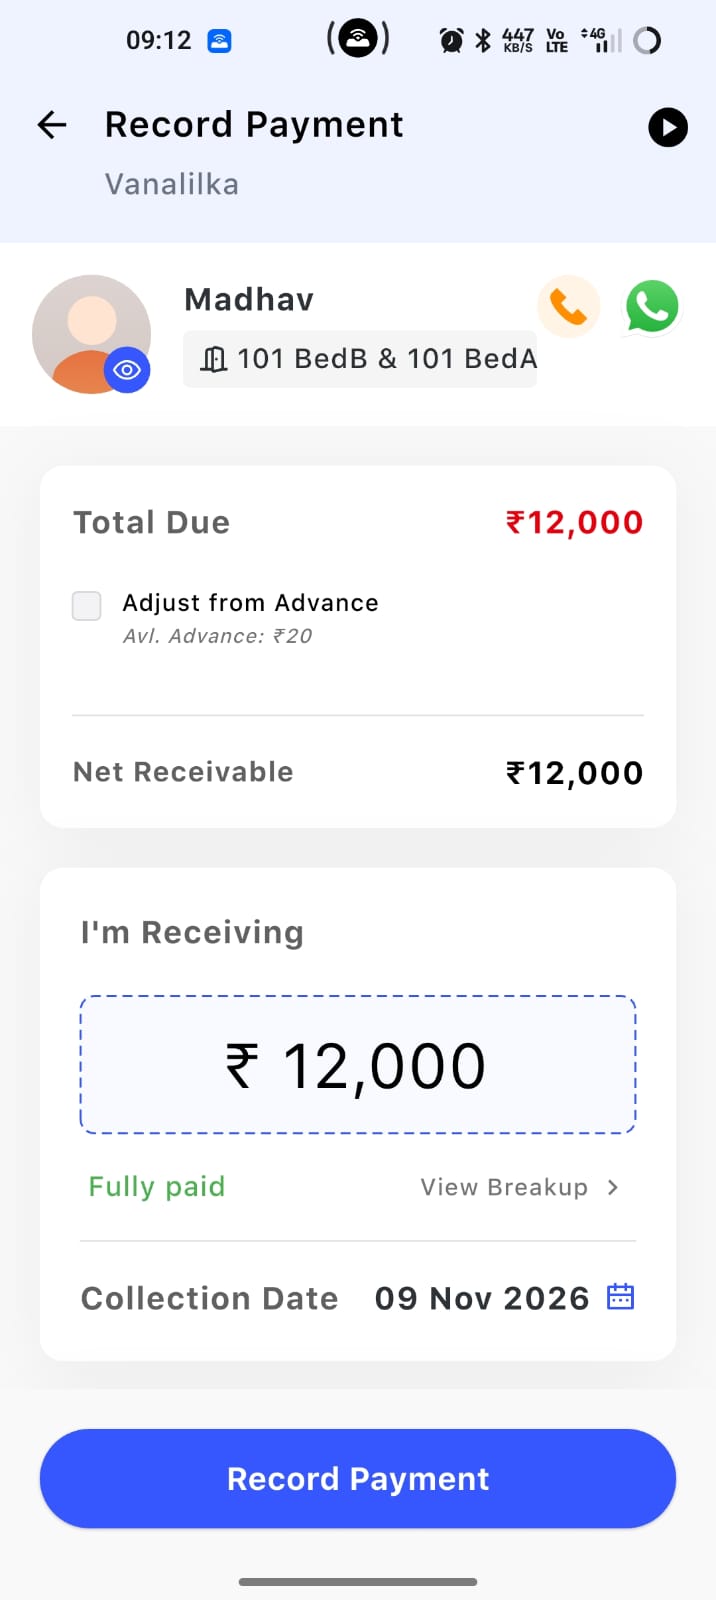 09:12
447
KB/S
Vo
LTE
4G
Record Payment
Vanalilka
Madhav
101 BedB & 101 BedA
Total Due ₹12,000
Adjust from Advance
Avl. Advance: ₹20
Net Receivable ₹12,000
I'm Receiving
₹ 12,000
Fully paid View Breakup
Collection Date 09 Nov 2026
Record Payment